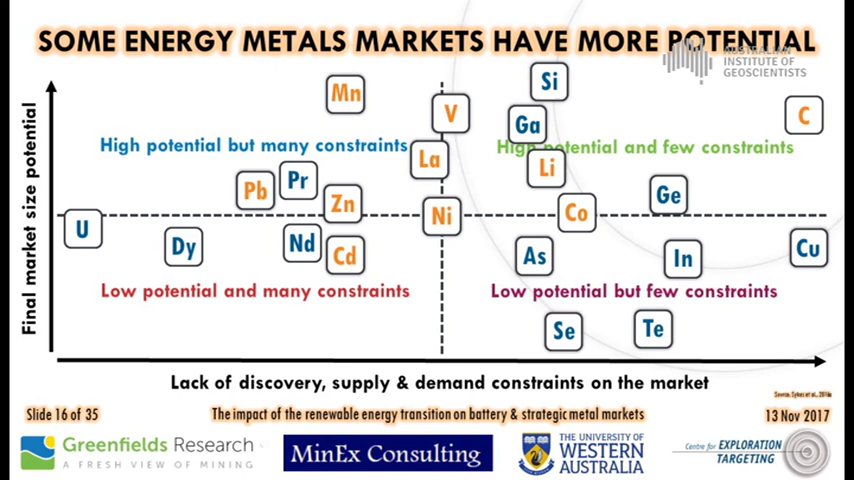 SOME ENERGY METALS MARKETS HAVE MORE POTENTIAL
AUSTRALIAN
INSTITUTE OF
GEOSCIENTISTS
Final market size potential
High potential but many constraints
High potential and few constraints
Mn
V
Si
Ga
C
La
Li
Pb
Pr
Zn
Ni
Co
Ge
U
Dy
Nd
Cd
As
In
Cu
Low potential and many constraints
Low potential but few constraints
Se
Te
Lack of discovery, supply & demand constraints on the market
Source: Sykes et al., 2016a
Slide 16 of 35
The impact of the renewable energy transition on battery & strategic metal markets
13 Nov 2017
Greenfields Research
A FRESH VIEW OF MINING
MinEx Consulting
THE UNIVERSITY OF
WESTERN
AUSTRALIA
Centre for EXPLORATION
TARGETING